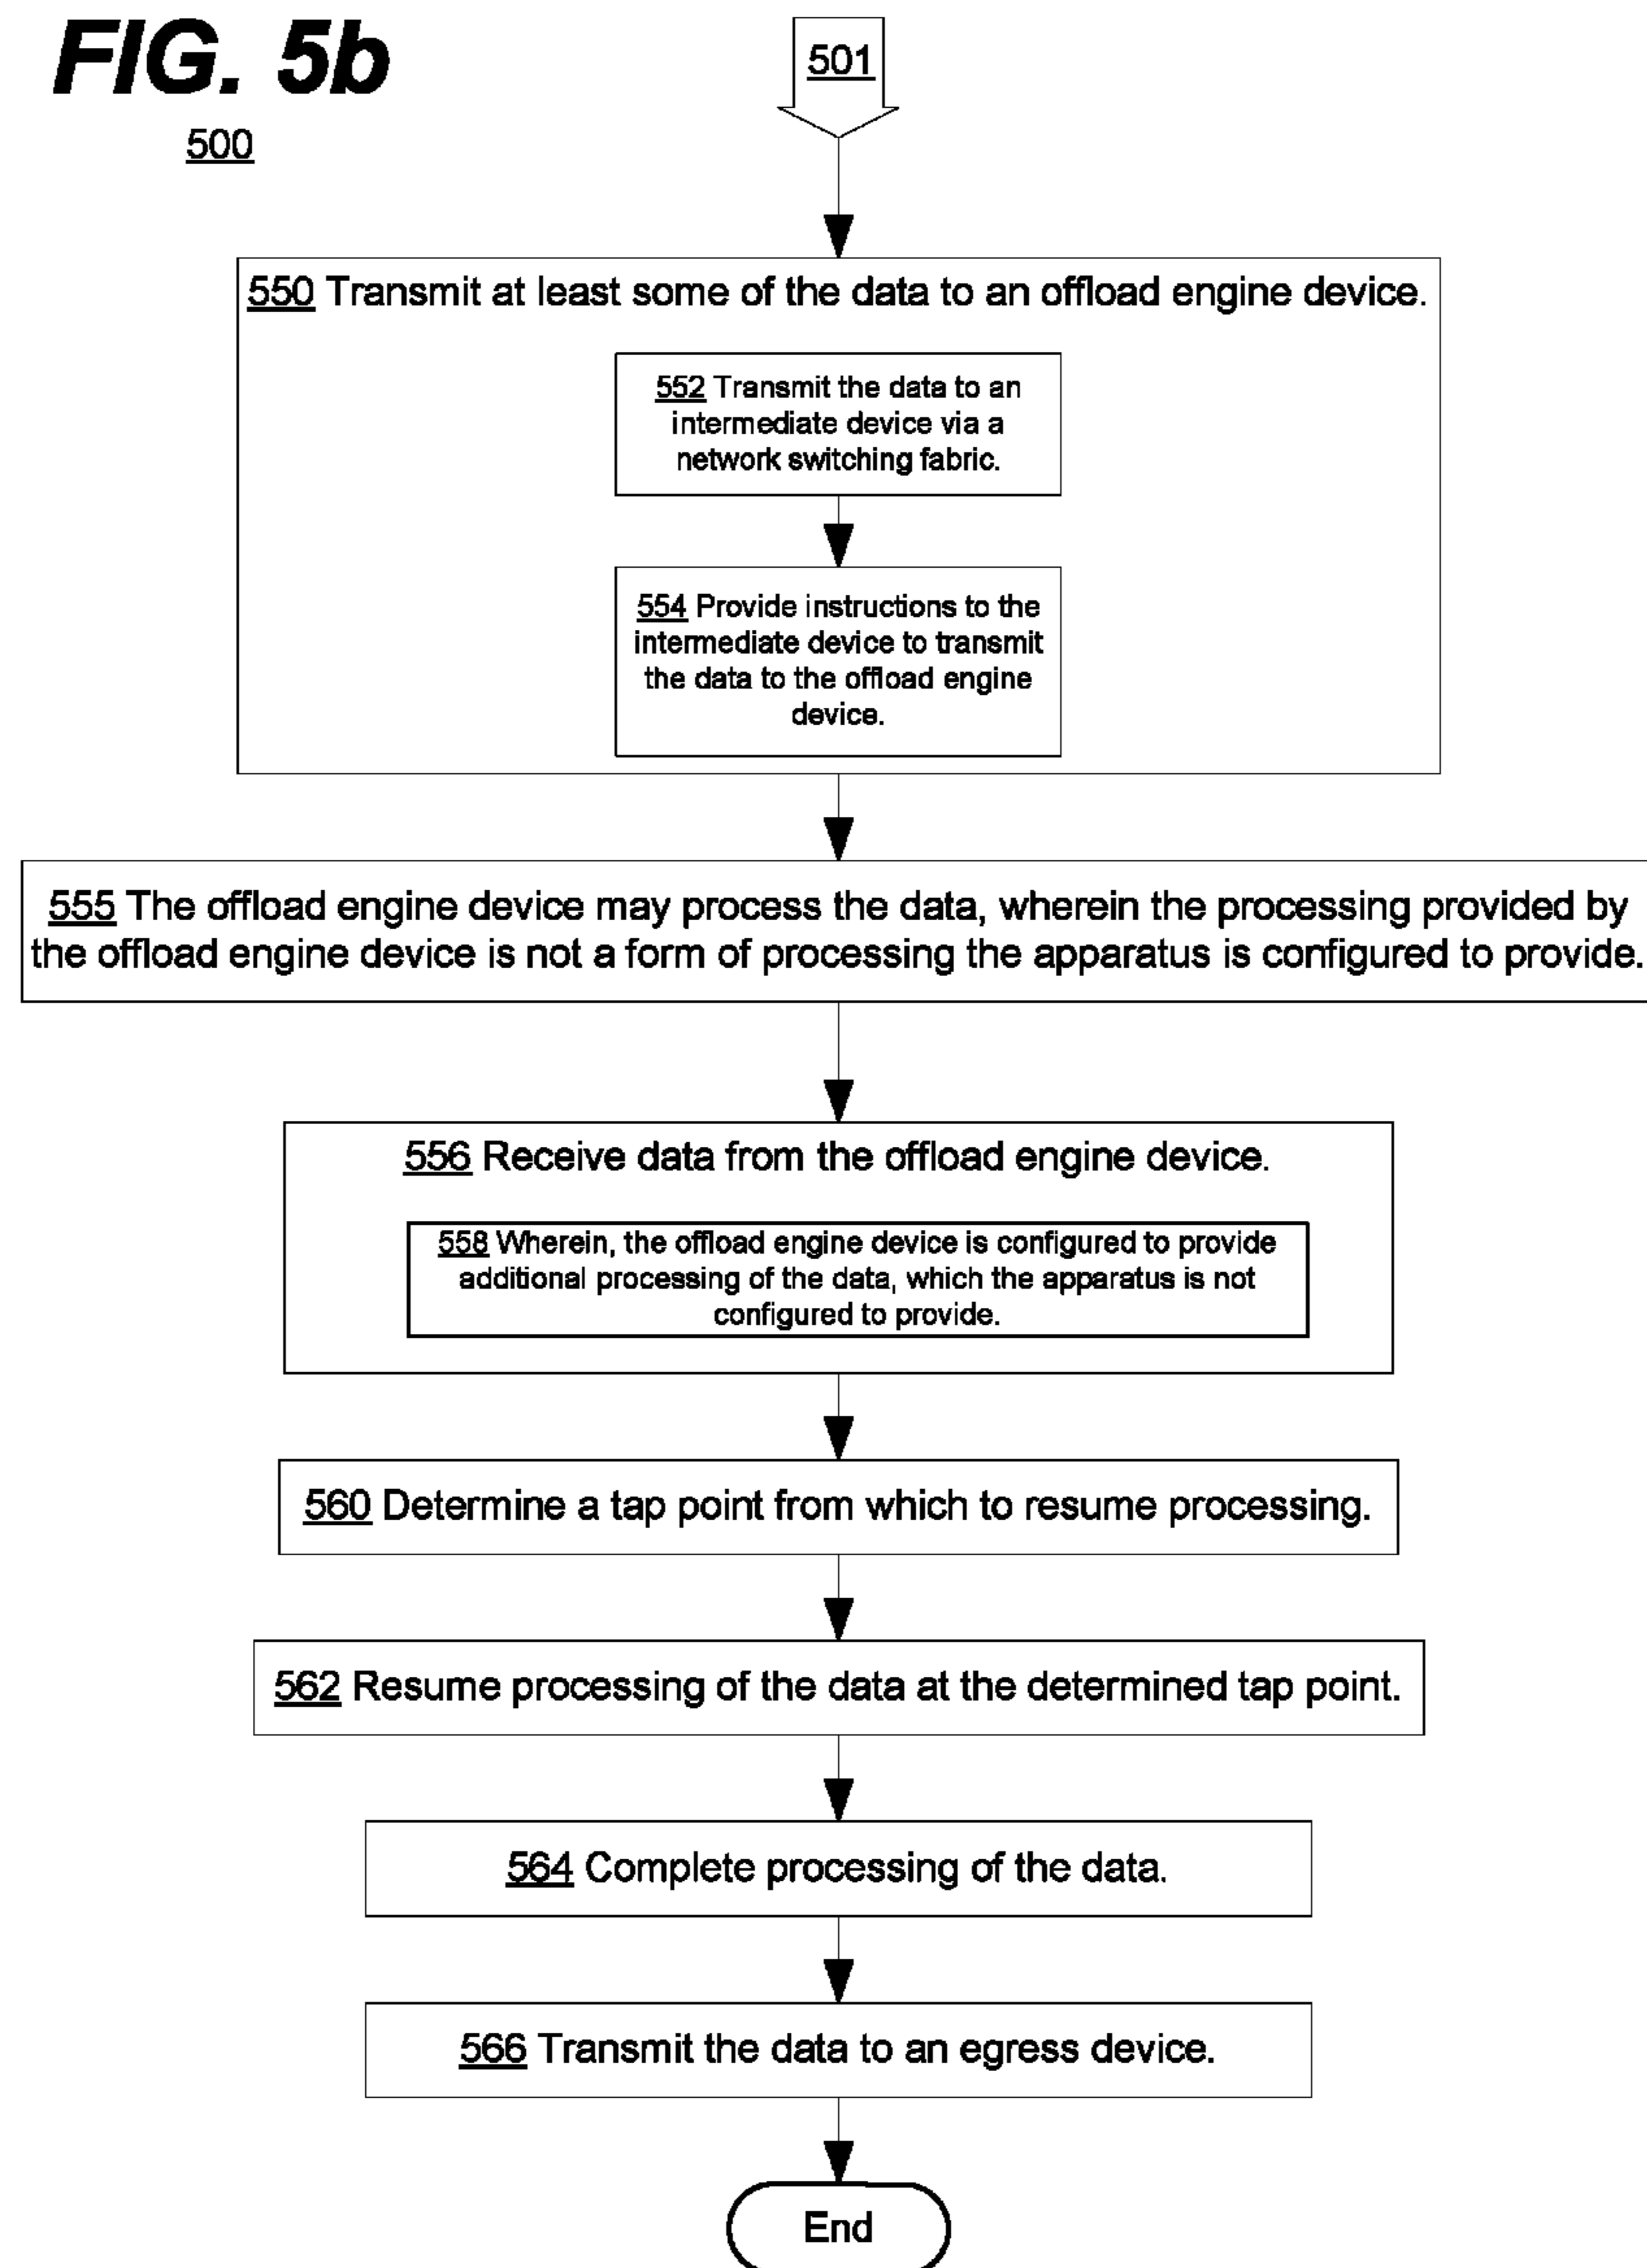 FIG. 5b
500
501
550 Transmit at least some of the data to an offload engine device.
552 Transmit the data to an
intermediate device via a
network switching fabric.
554 Provide instructions to the
intermediate device to transmit
the data to the offload engine
device.
555 The offload engine device may process the data, wherein the processing provided by
the offload engine device is not a form of processing the apparatus is configured to provide.
556 Receive data from the offload engine device.
558 Wherein, the offload engine device is configured to provide
additional processing of the data, which the apparatus is not
configured to provide.
560 Determine a tap point from which to resume processing.
562 Resume processing of the data at the determined tap point.
564 Complete processing of the data.
566 Transmit the data to an egress device.
End